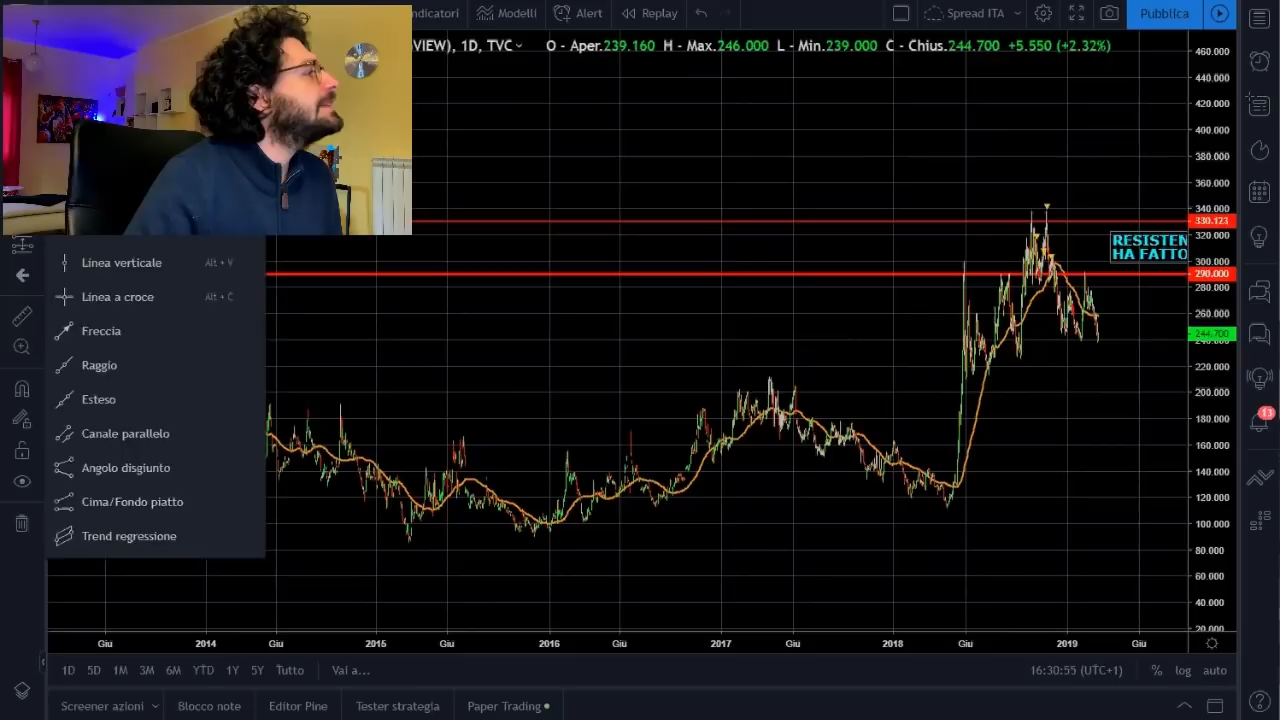 ndicatori Modelli Alert Replay Spread ITA Pubblica
VIEW), 1D, TVC O - Aper.239.160 H - Max.246.000 L - Min.239.000 C - Chius.244.700 +5.550 (+2.32%)
460.000
440.000
420.000
400.000
380.000
360.000
340.000
330.123
320.000
RESISTEN
HA FATTO
300.000
290.000
280.000
260.000
244.700
240.000
220.000
200.000
180.000
160.000
140.000
120.000
100.000
80.000
60.000
40.000
20.000
13
Linea verticale Alt + V
Linea a croce Alt + C
Freccia
Raggio
Esteso
Canale parallelo
Angolo disgiunto
Cima/Fondo piatto
Trend regressione
Giu 2014 Giu 2015 Giu 2016 Giu 2017 Giu 2018 Giu 2019 Giu
1D 5D 1M 3M 6M YTD 1Y 5Y Tutto Vai a... 16:30:55 (UTC+1) % log auto
Screener azioni Blocco note Editor Pine Tester strategia Paper Trading